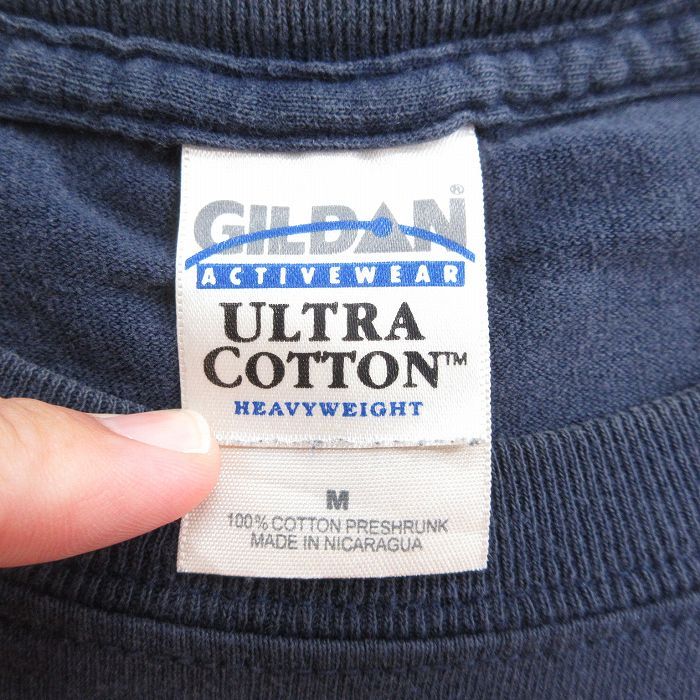 GILDAN®
ACTIVEWEAR
ULTRA
COTTON™
HEAVYWEIGHT
M
100% COTTON PRESHRUNK
MADE IN NICARAGUA